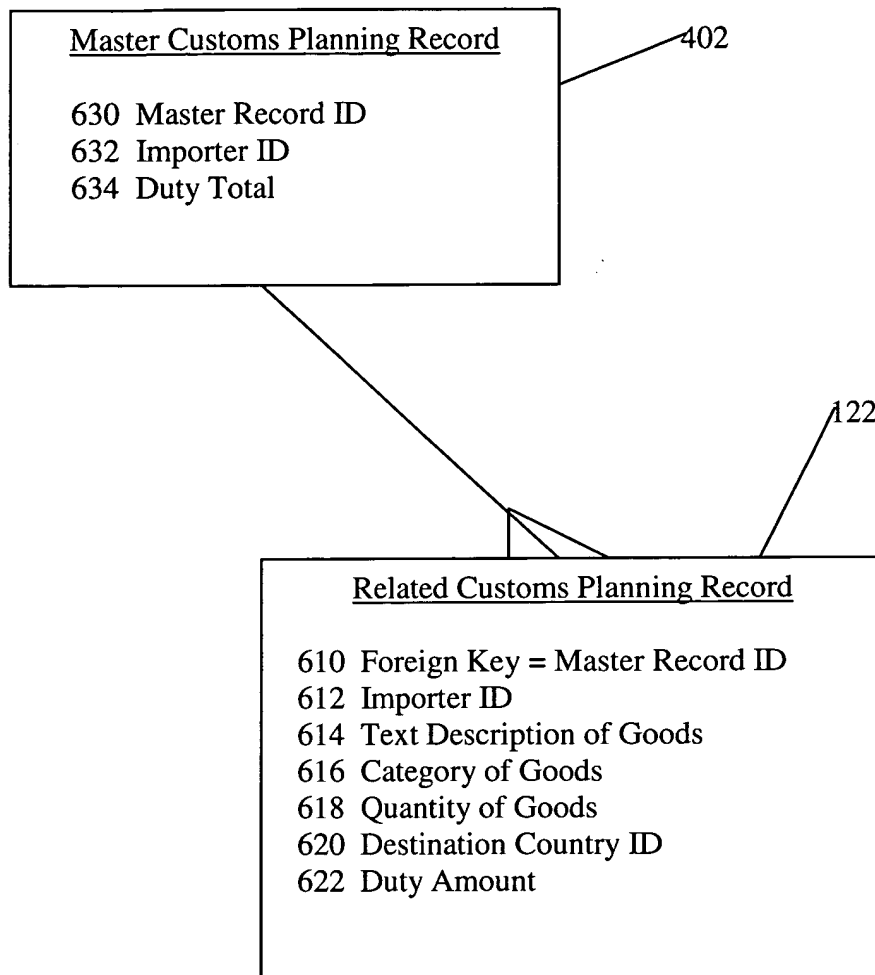 Master Customs Planning Record
402
630 Master Record ID
632 Importer ID
634 Duty Total
122
Related Customs Planning Record
610 Foreign Key = Master Record ID
612 Importer ID
614 Text Description of Goods
616 Category of Goods
618 Quantity of Goods
620 Destination Country ID
622 Duty Amount